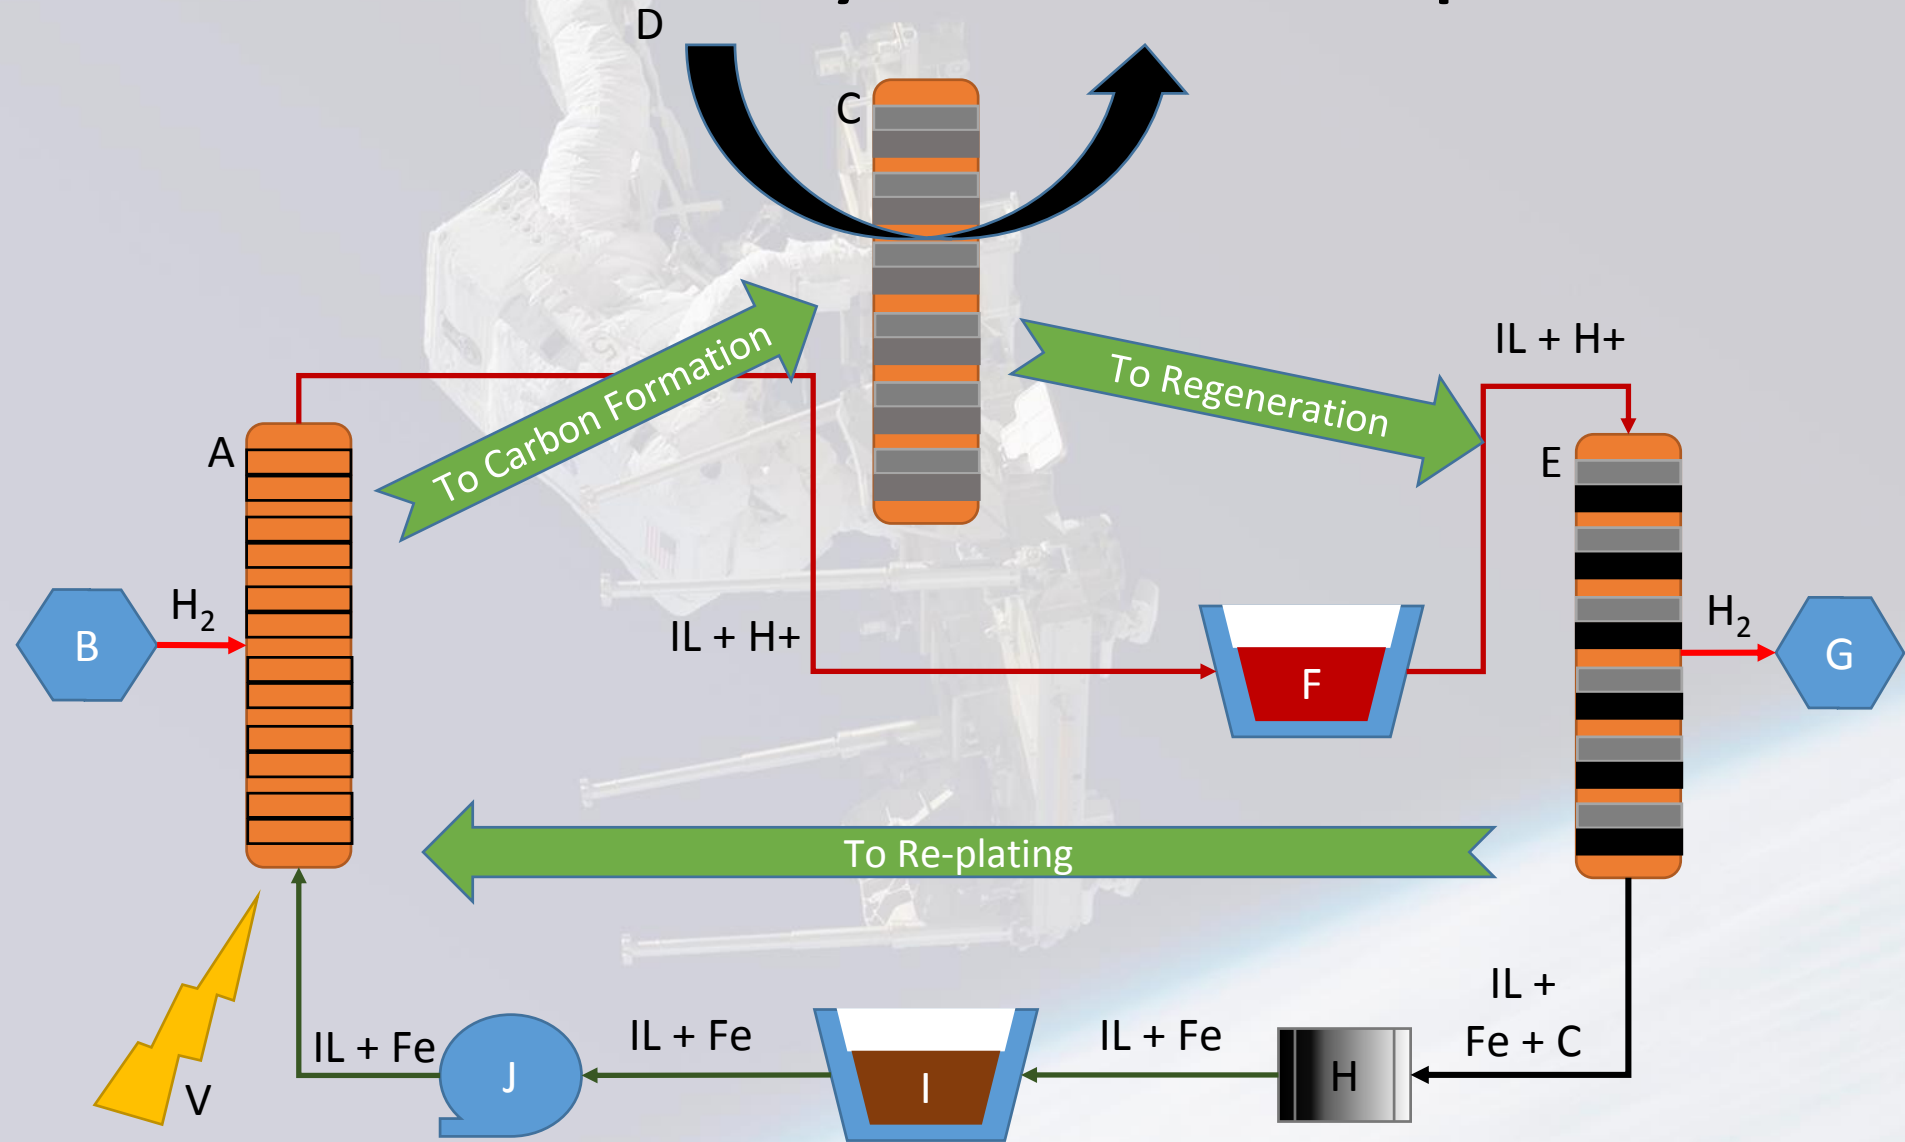 D
C
To Carbon Formation
To Regeneration
IL + H+
A
E
H2
B
IL + H+
F
H2
G
To Re-plating
IL +
Fe + C
IL + Fe
J
IL + Fe
I
IL + Fe
H
V